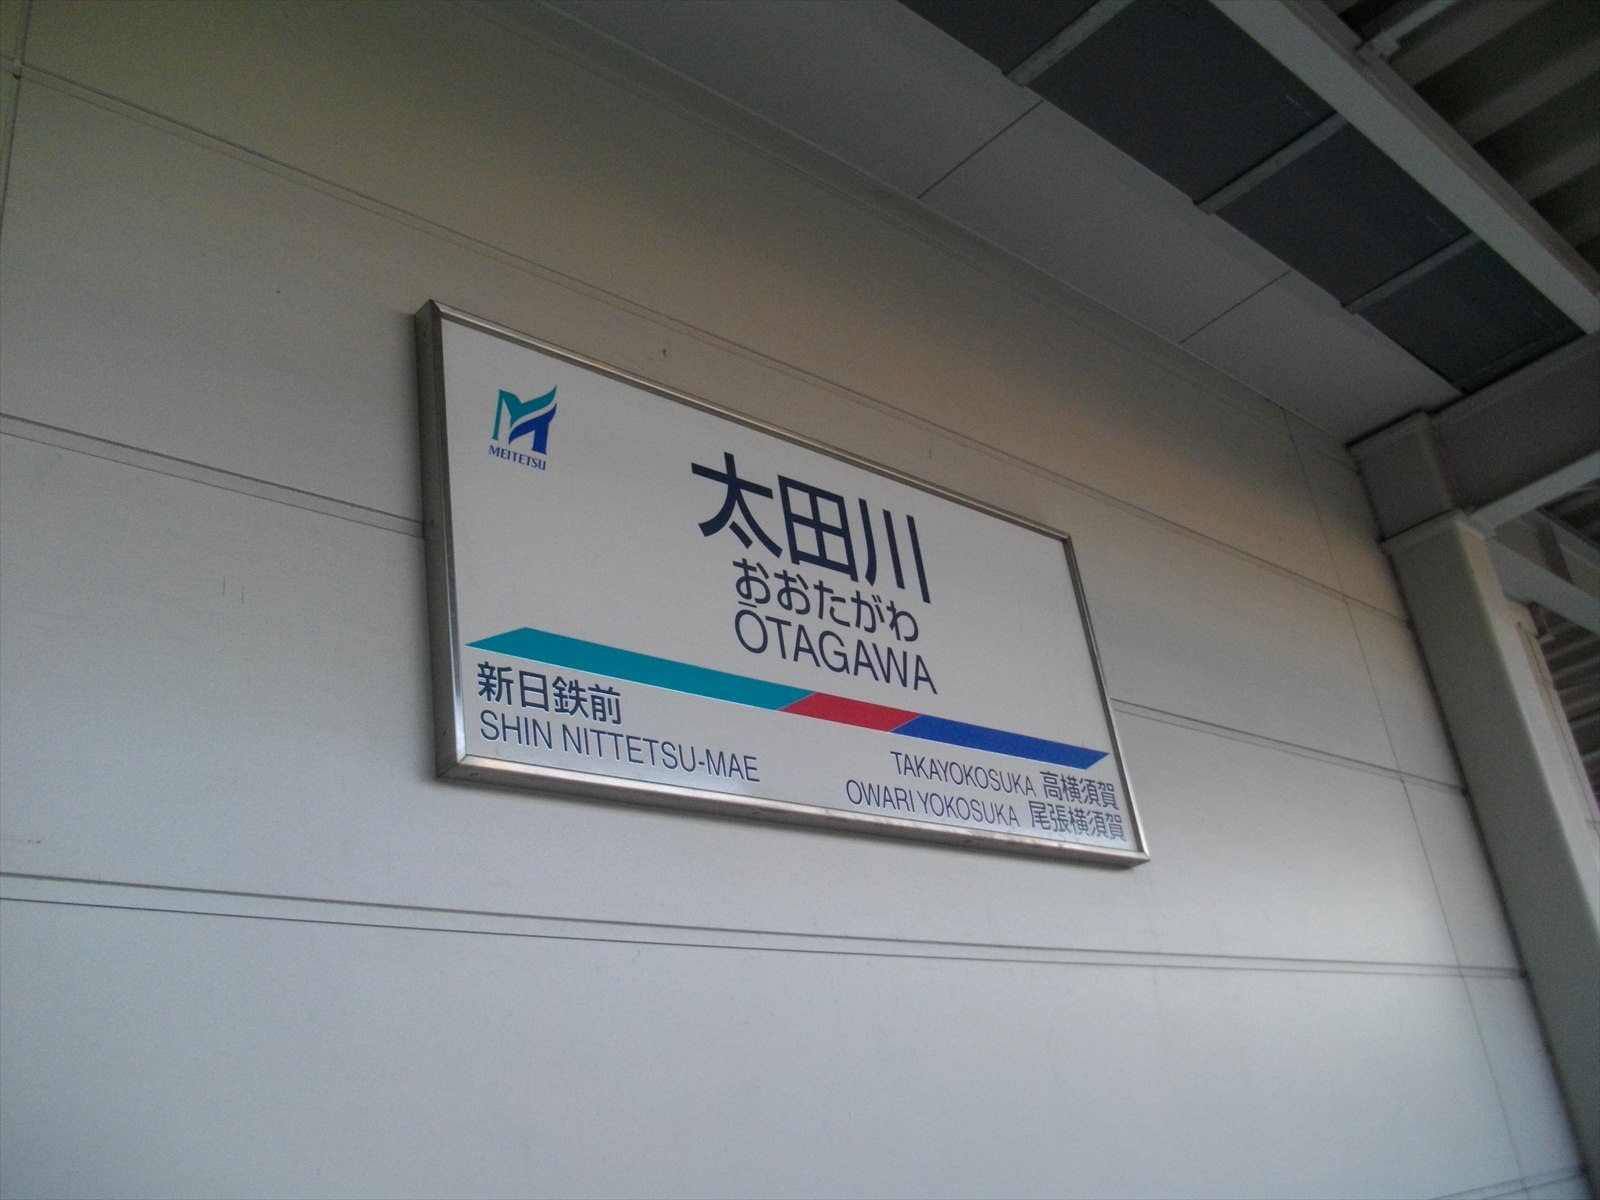 MEITETSU
太田川
おおたがわ
ŌTAGAWA
新日鉄前
SHIN NITTETSU-MAE
TAKAYOKOSUKA 高横須賀
OWARI YOKOSUKA 尾張横須賀